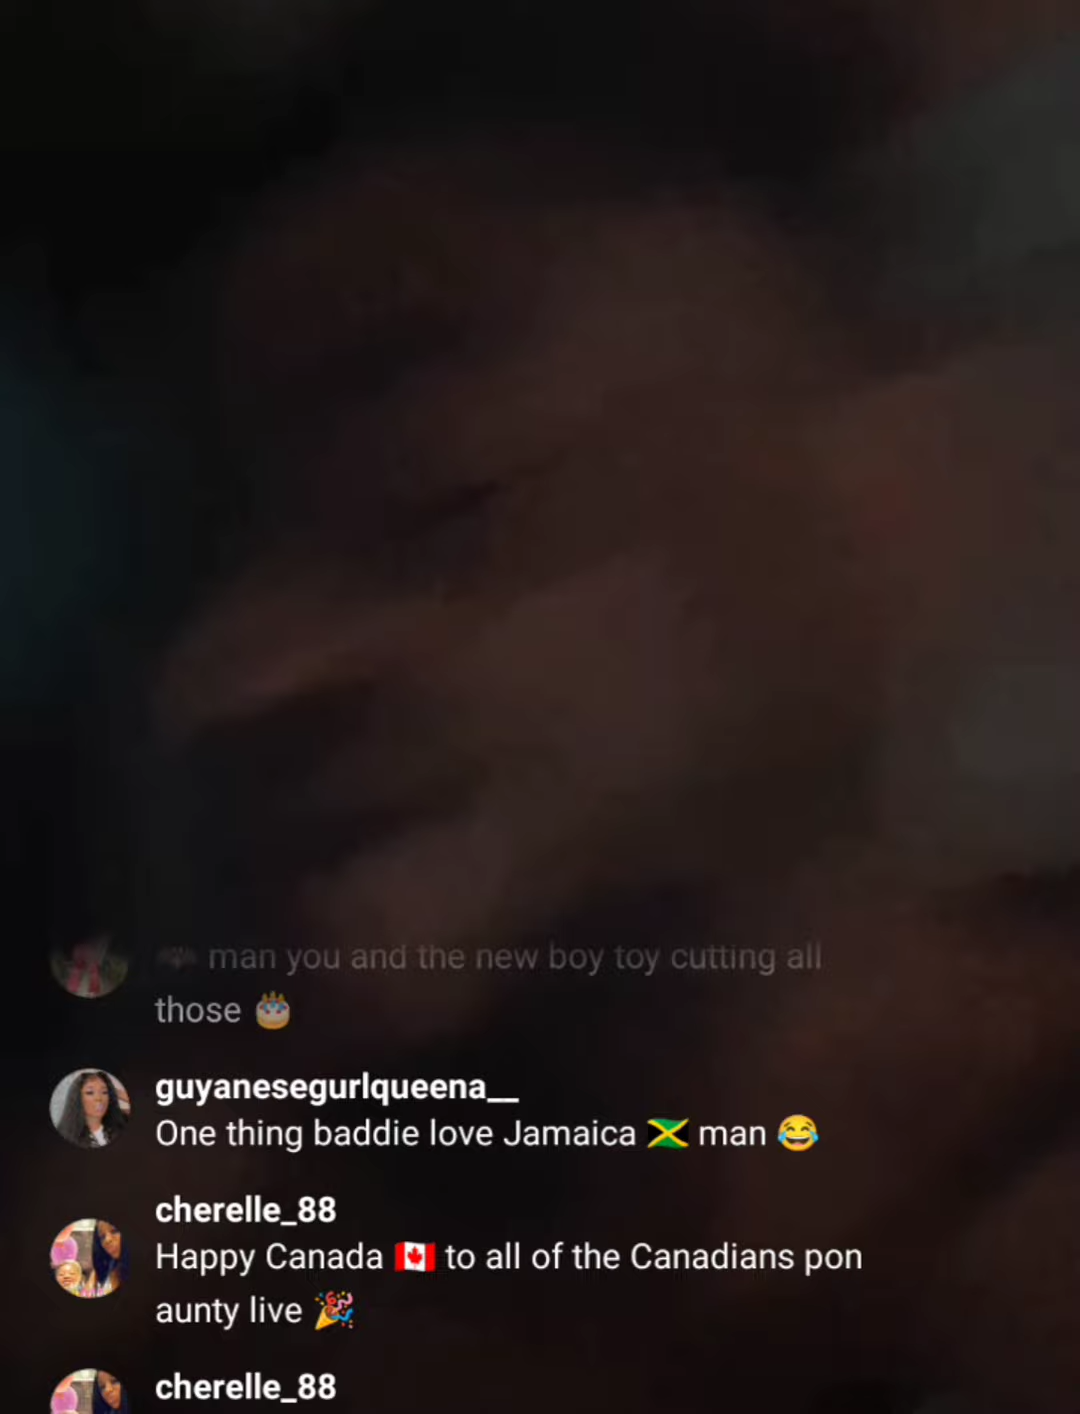 man you and the new boy toy cutting all
those 🎂
guyanesegurlqueena__
One thing baddie love Jamaica 🇯🇲 man 😂
cherelle_88
Happy Canada 🇨🇦 to all of the Canadians pon
aunty live 🎉
cherelle_88